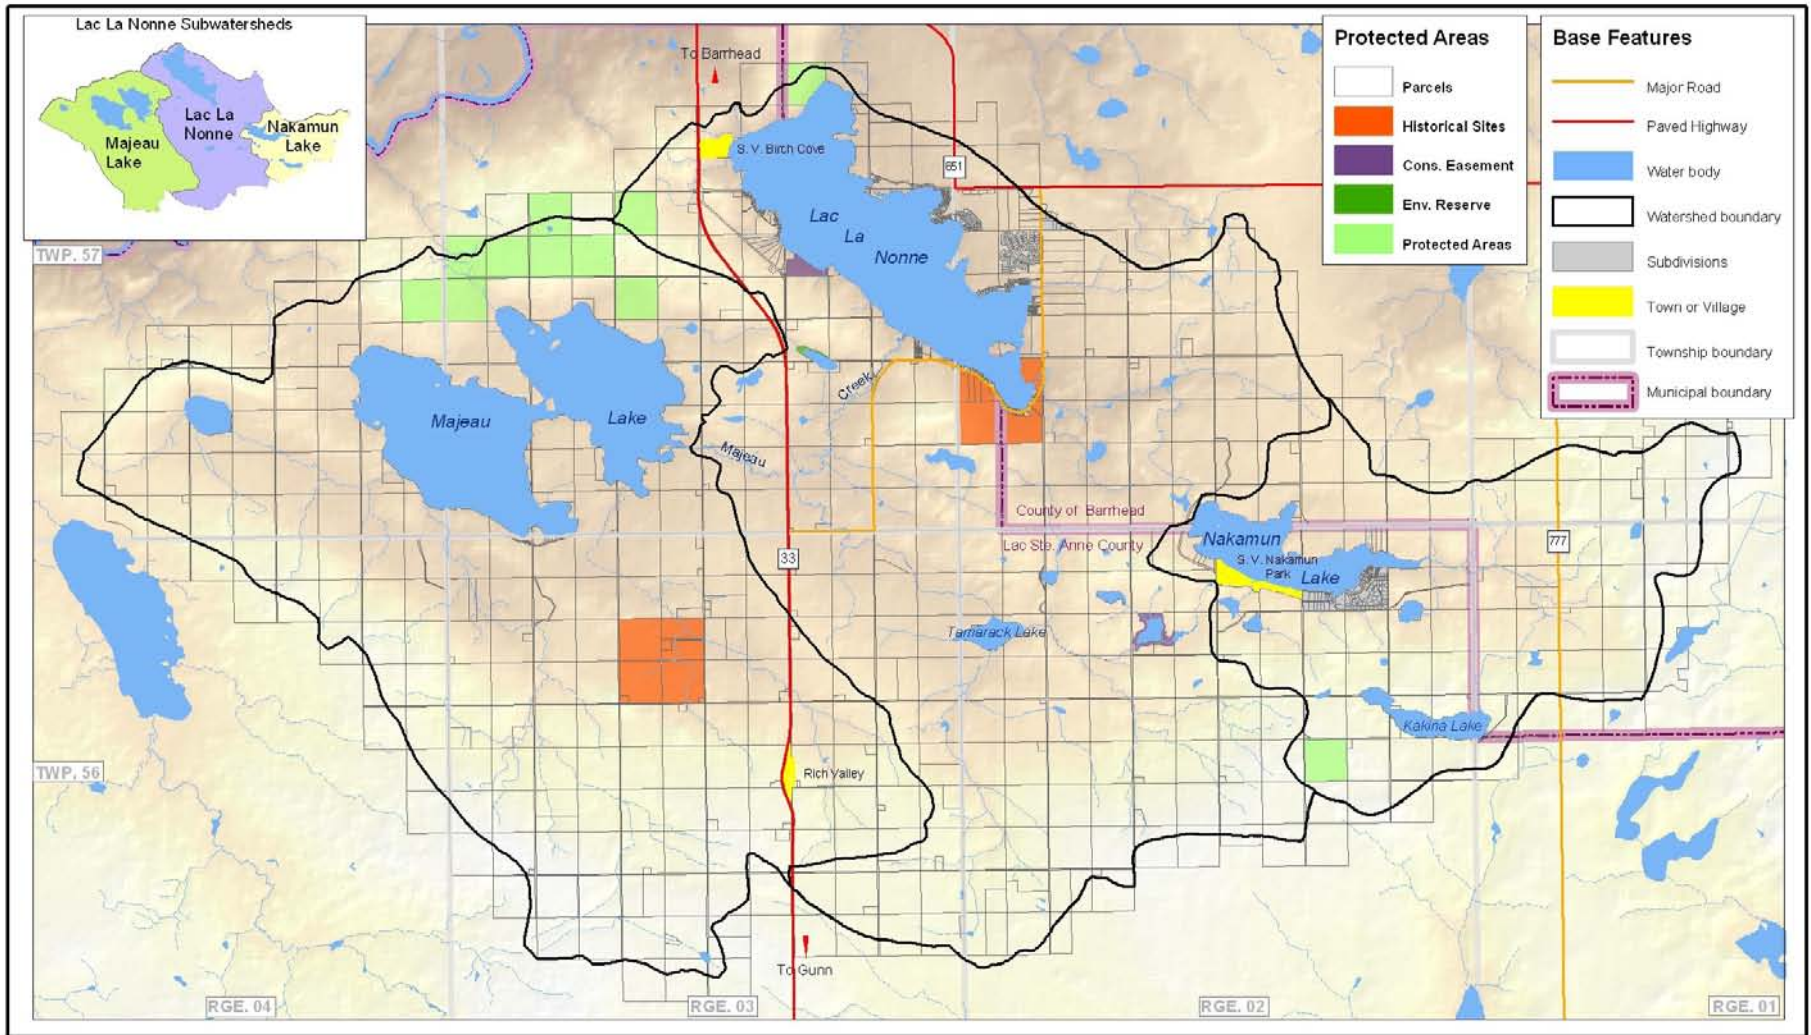 Lac La Nonne Subwatersheds
Lac La
Nonne
Nakamun
Lake
Majeau
Lake
To Barrhead
Protected Areas
Parcels
Historical Sites
Cons. Easement
Env. Reserve
Protected Areas
Base Features
Major Road
Paved Highway
Water body
Watershed boundary
Subdivisions
Town or Village
Township boundary
Municipal boundary
S. V. Birch Cove
651
Lac
La
Nonne
TWP. 57
Creek
Majeau
Lake
Majeau
County of Barrhead
Lac Ste. Anne County
33
777
Nakamun
S. V. Nakamun
Park
Lake
Tamarack Lake
Kakina Lake
TWP. 56
Rich Valley
To Gunn
RGE. 04
RGE. 03
RGE. 02
RGE. 01